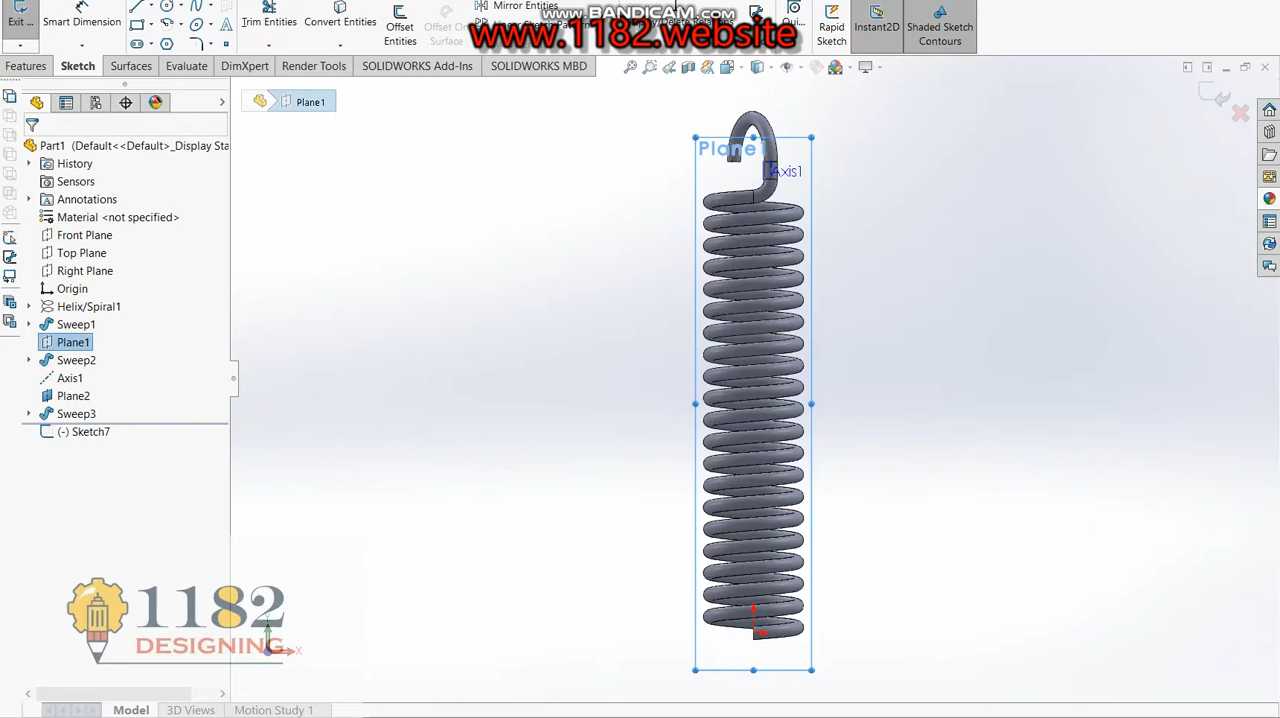 Exit ...
Smart Dimension
Trim Entities
Convert Entities
Offset Entities
Offset On Surface
Mirror Entities
Rapid Sketch
Instant2D
Shaded Sketch Contours
www.BANDICAM.com
www.1182.website
Features
Sketch
Surfaces
Evaluate
DimXpert
Render Tools
SOLIDWORKS Add-Ins
SOLIDWORKS MBD
Plane1
Part1 (Default<<Default>_Display Sta
History
Sensors
Annotations
Material <not specified>
Front Plane
Top Plane
Right Plane
Origin
Helix/Spiral1
Sweep1
Plane1
Sweep2
Axis1
Plane2
Sweep3
(-) Sketch7
Plane1
Axis1
1182
DESIGNING
X
Model
3D Views
Motion Study 1